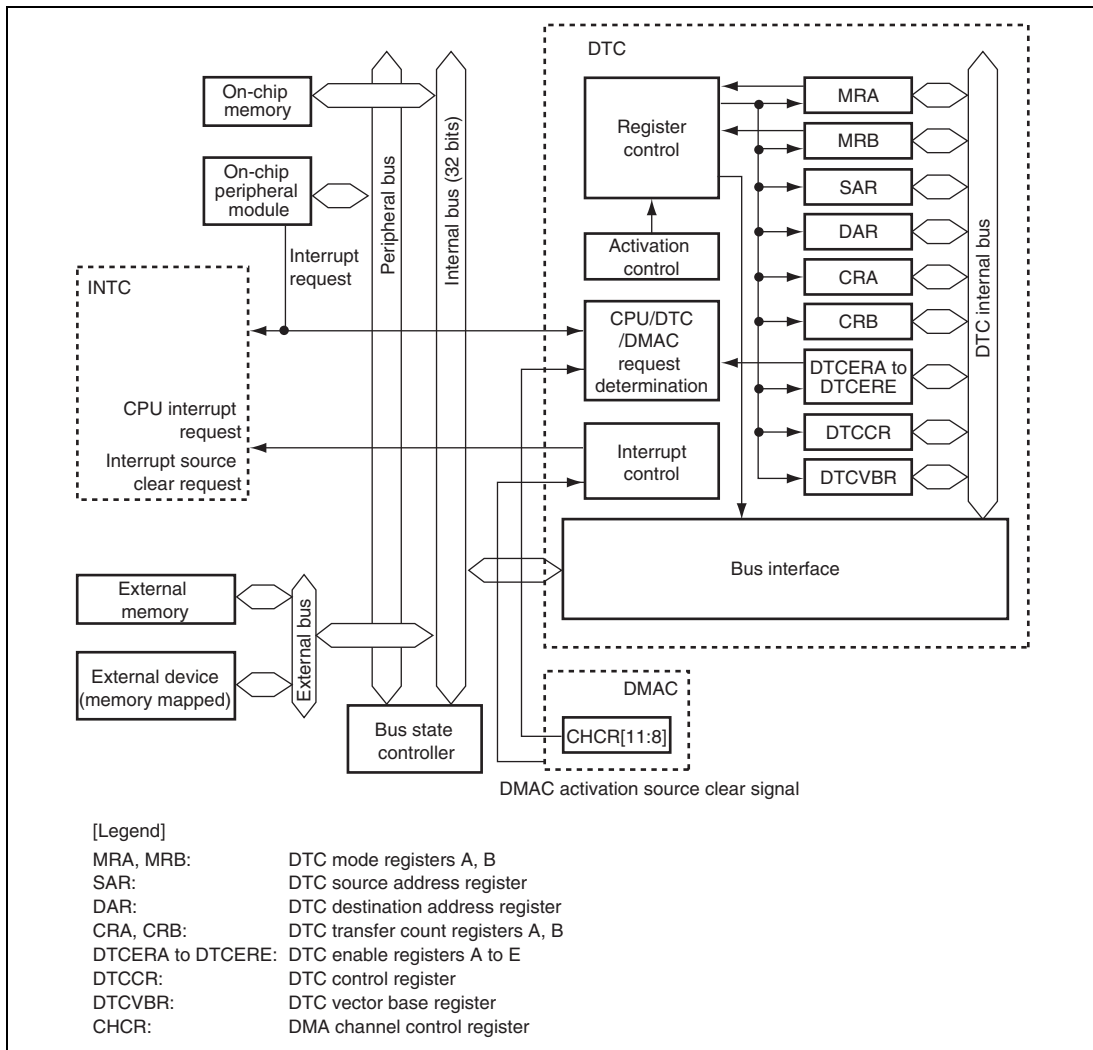 DTC
On-chip
memory
On-chip
peripheral
module
Interrupt
request
Peripheral bus
Internal bus (32 bits)
Register
control
Activation
control
CPU/DTC
/DMAC
request
determination
Interrupt
control
MRA
MRB
SAR
DAR
CRA
CRB
DTCERA to
DTCERE
DTCCR
DTCVBR
DTC internal bus
INTC
CPU interrupt
request
Interrupt source
clear request
Bus interface
External
memory
External device
(memory mapped)
External bus
Bus state
controller
DMAC
CHCR[11:8]
DMAC activation source clear signal
[Legend]
MRA, MRB: DTC mode registers A, B
SAR: DTC source address register
DAR: DTC destination address register
CRA, CRB: DTC transfer count registers A, B
DTCERA to DTCERE: DTC enable registers A to E
DTCCR: DTC control register
DTCVBR: DTC vector base register
CHCR: DMA channel control register